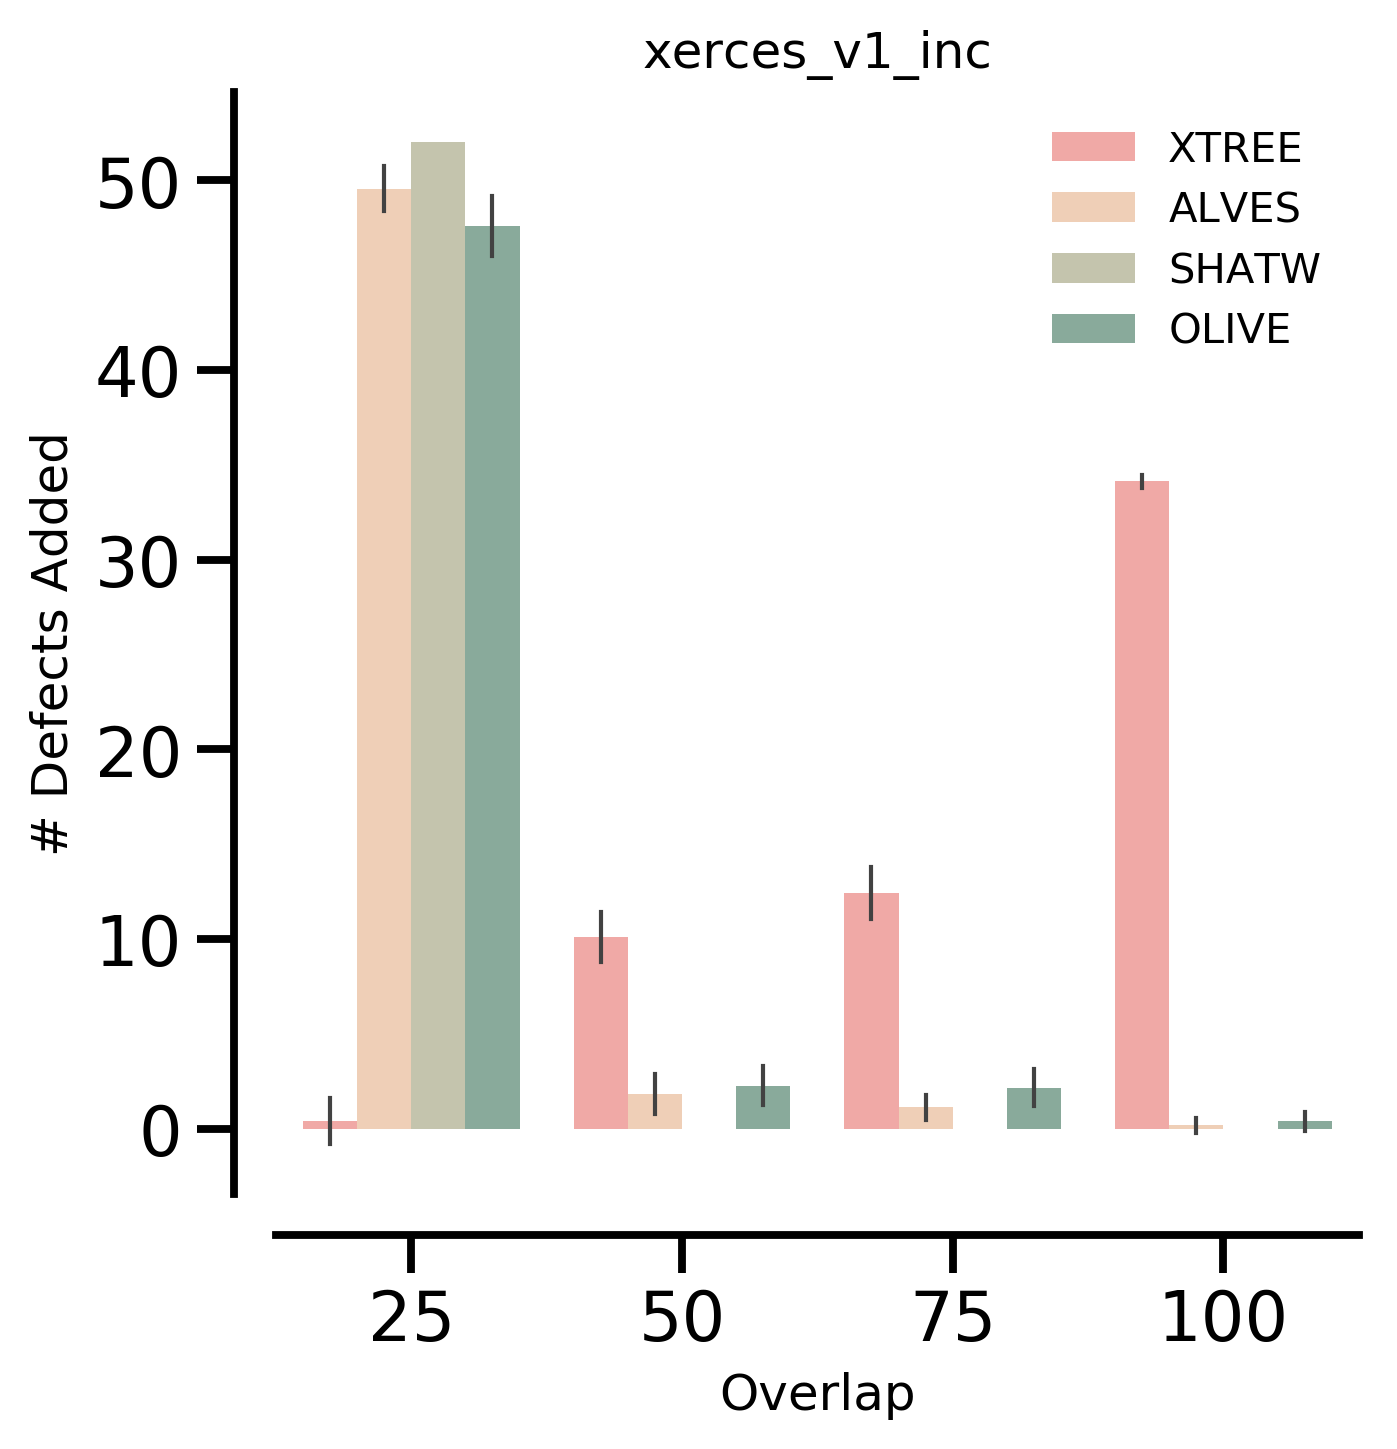 xerces_v1_inc
XTREE
ALVES
SHATW
OLIVE
50
40
30
20
10
0
# Defects Added
25 50 75 100
Overlap